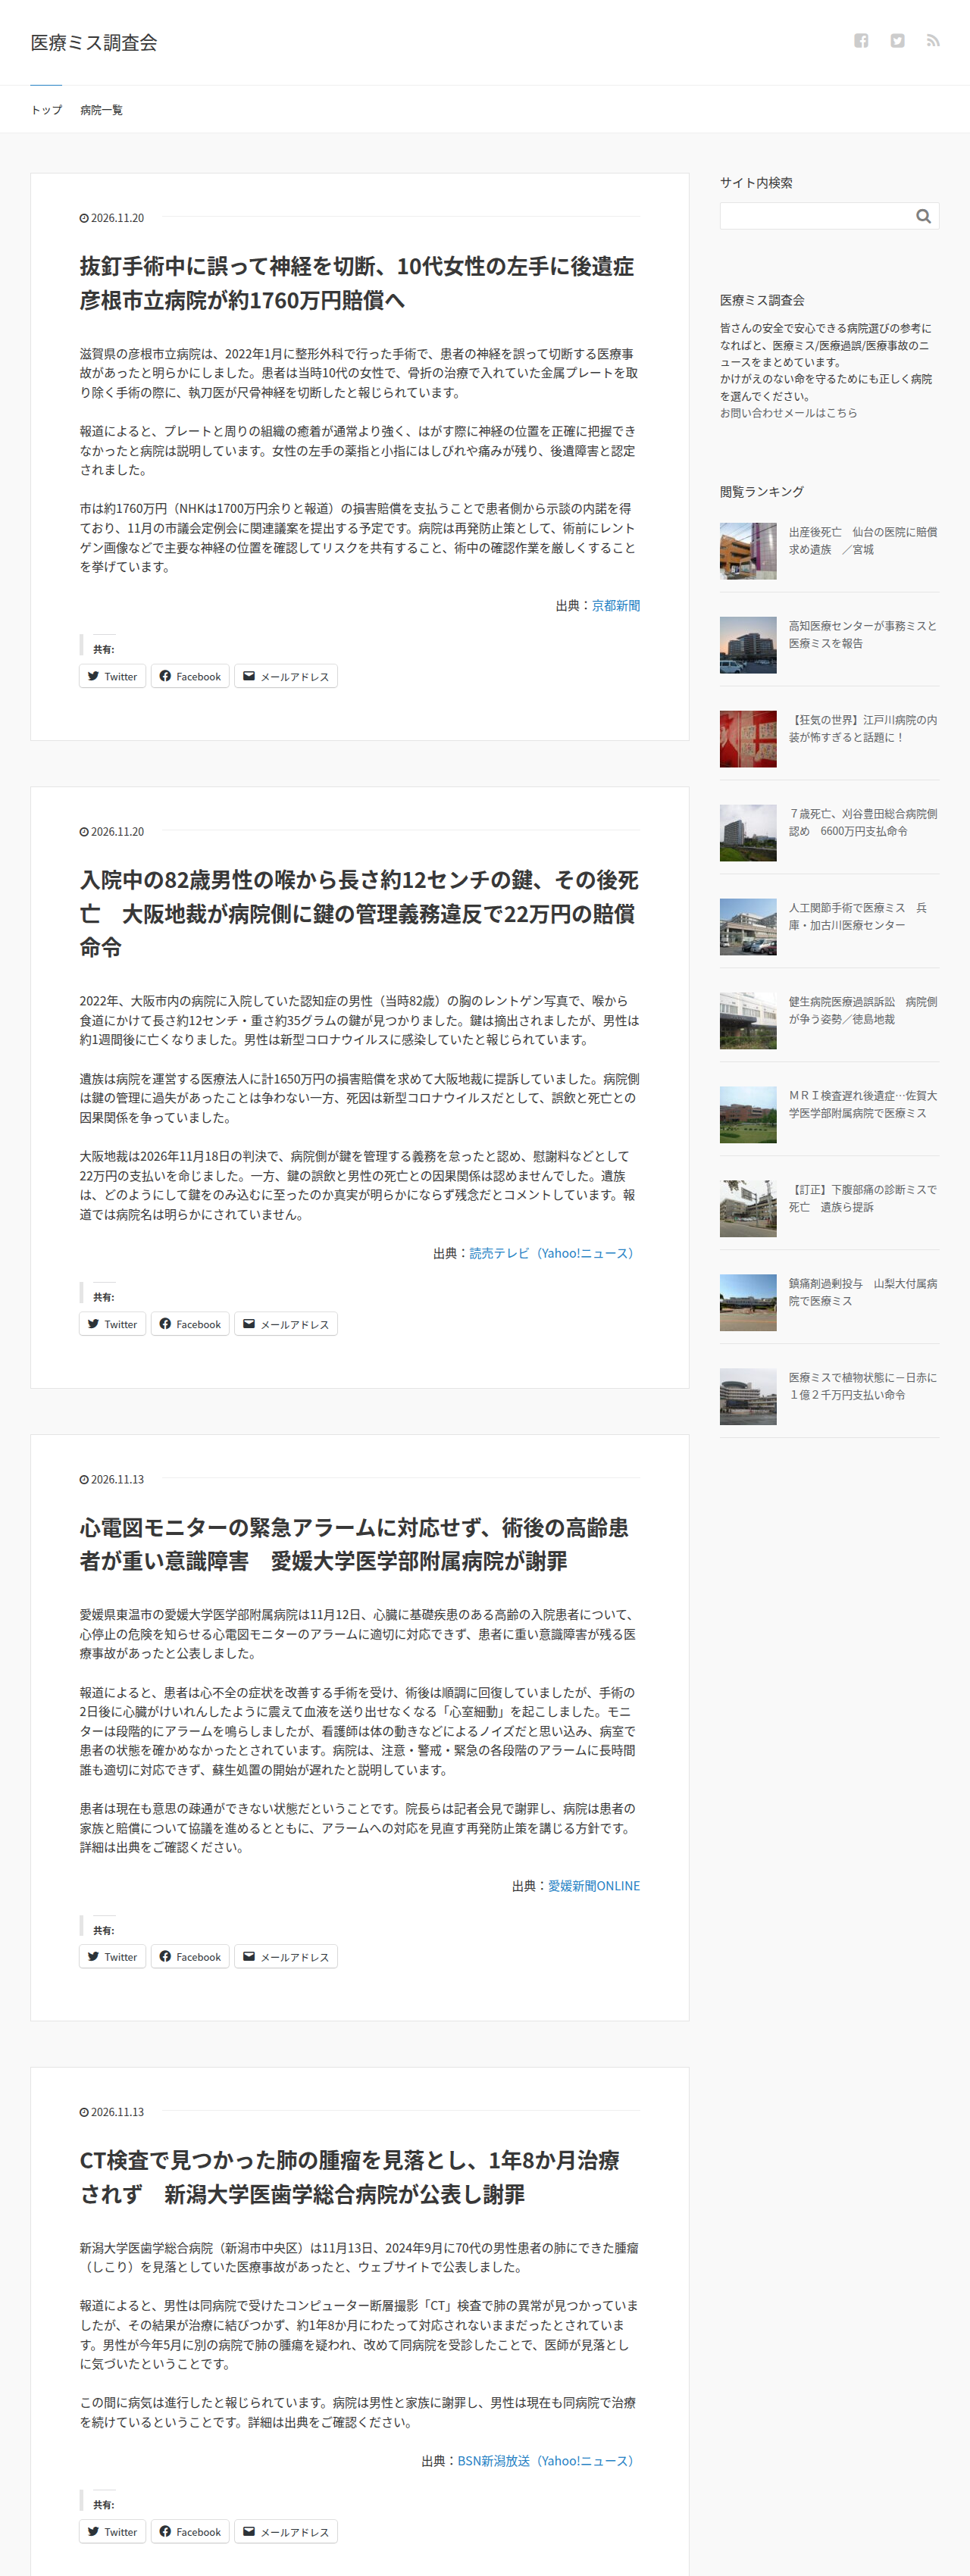 医療ミス調査会
トップ
病院一覧
2026.11.20
抜釘手術中に誤って神経を切断、10代女性の左手に後遺症
彦根市立病院が約1760万円賠償へ
滋賀県の彦根市立病院は、2022年1月に整形外科で行った手術で、患者の神経を誤って切断する医療事
故があったと明らかにしました。患者は当時10代の女性で、骨折の治療で入れていた金属プレートを取
り除く手術の際に、執刀医が尺骨神経を切断したと報じられています。
報道によると、プレートと周りの組織の癒着が通常より強く、はがす際に神経の位置を正確に把握でき
なかったと病院は説明しています。女性の左手の薬指と小指にはしびれや痛みが残り、後遺障害と認定
されました。
市は約1760万円（NHKは1700万円余りと報道）の損害賠償を支払うことで患者側から示談の内諾を得
ており、11月の市議会定例会に関連議案を提出する予定です。病院は再発防止策として、術前にレント
ゲン画像などで主要な神経の位置を確認してリスクを共有すること、術中の確認作業を厳しくすること
を挙げています。
出典：京都新聞
共有:
Twitter
Facebook
メールアドレス
2026.11.20
入院中の82歳男性の喉から長さ約12センチの鍵、その後死
亡　大阪地裁が病院側に鍵の管理義務違反で22万円の賠償
命令
2022年、大阪市内の病院に入院していた認知症の男性（当時82歳）の胸のレントゲン写真で、喉から
食道にかけて長さ約12センチ・重さ約35グラムの鍵が見つかりました。鍵は摘出されましたが、男性は
約1週間後に亡くなりました。男性は新型コロナウイルスに感染していたと報じられています。
遺族は病院を運営する医療法人に計1650万円の損害賠償を求めて大阪地裁に提訴していました。病院側
は鍵の管理に過失があったことは争わない一方、死因は新型コロナウイルスだとして、誤飲と死亡との
因果関係を争っていました。
大阪地裁は2026年11月18日の判決で、病院側が鍵を管理する義務を怠ったと認め、慰謝料などとして
22万円の支払いを命じました。一方、鍵の誤飲と男性の死亡との因果関係は認めませんでした。遺族
は、どのようにして鍵をのみ込むに至ったのか真実が明らかにならず残念だとコメントしています。報
道では病院名は明らかにされていません。
出典：読売テレビ（Yahoo!ニュース）
共有:
Twitter
Facebook
メールアドレス
2026.11.13
心電図モニターの緊急アラームに対応せず、術後の高齢患
者が重い意識障害　愛媛大学医学部附属病院が謝罪
愛媛県東温市の愛媛大学医学部附属病院は11月12日、心臓に基礎疾患のある高齢の入院患者について、
心停止の危険を知らせる心電図モニターのアラームに適切に対応できず、患者に重い意識障害が残る医
療事故があったと公表しました。
報道によると、患者は心不全の症状を改善する手術を受け、術後は順調に回復していましたが、手術の
2日後に心臓がけいれんしたように震えて血液を送り出せなくなる「心室細動」を起こしました。モニ
ターは段階的にアラームを鳴らしましたが、看護師は体の動きなどによるノイズだと思い込み、病室で
患者の状態を確かめなかったとされています。病院は、注意・警戒・緊急の各段階のアラームに長時間
誰も適切に対応できず、蘇生処置の開始が遅れたと説明しています。
患者は現在も意思の疎通ができない状態だということです。院長らは記者会見で謝罪し、病院は患者の
家族と賠償について協議を進めるとともに、アラームへの対応を見直す再発防止策を講じる方針です。
詳細は出典をご確認ください。
出典：愛媛新聞ONLINE
共有:
Twitter
Facebook
メールアドレス
2026.11.13
CT検査で見つかった肺の腫瘤を見落とし、1年8か月治療
されず　新潟大学医歯学総合病院が公表し謝罪
新潟大学医歯学総合病院（新潟市中央区）は11月13日、2024年9月に70代の男性患者の肺にできた腫瘤
（しこり）を見落としていた医療事故があったと、ウェブサイトで公表しました。
報道によると、男性は同病院で受けたコンピューター断層撮影「CT」検査で肺の異常が見つかっていま
したが、その結果が治療に結びつかず、約1年8か月にわたって対応されないままだったとされていま
す。男性が今年5月に別の病院で肺の腫瘍を疑われ、改めて同病院を受診したことで、医師が見落とし
に気づいたということです。
この間に病気は進行したと報じられています。病院は男性と家族に謝罪し、男性は現在も同病院で治療
を続けているということです。詳細は出典をご確認ください。
出典：BSN新潟放送（Yahoo!ニュース）
共有:
Twitter
Facebook
メールアドレス
サイト内検索
医療ミス調査会
皆さんの安全で安心できる病院選びの参考に
なればと、医療ミス/医療過誤/医療事故のニ
ュースをまとめています。
かけがえのない命を守るためにも正しく病院
を選んでください。
お問い合わせメールはこちら
閲覧ランキング
出産後死亡　仙台の医院に賠償
求め遺族　／宮城
高知医療センターが事務ミスと
医療ミスを報告
【狂気の世界】江戸川病院の内
装が怖すぎると話題に！
７歳死亡、刈谷豊田総合病院側
認め　6600万円支払命令
人工関節手術で医療ミス　兵
庫・加古川医療センター
健生病院医療過誤訴訟　病院側
が争う姿勢／徳島地裁
ＭＲＩ検査遅れ後遺症…佐賀大
学医学部附属病院で医療ミス
【訂正】下腹部痛の診断ミスで
死亡　遺族ら提訴
鎮痛剤過剰投与　山梨大付属病
院で医療ミス
医療ミスで植物状態に－日赤に
１億２千万円支払い命令